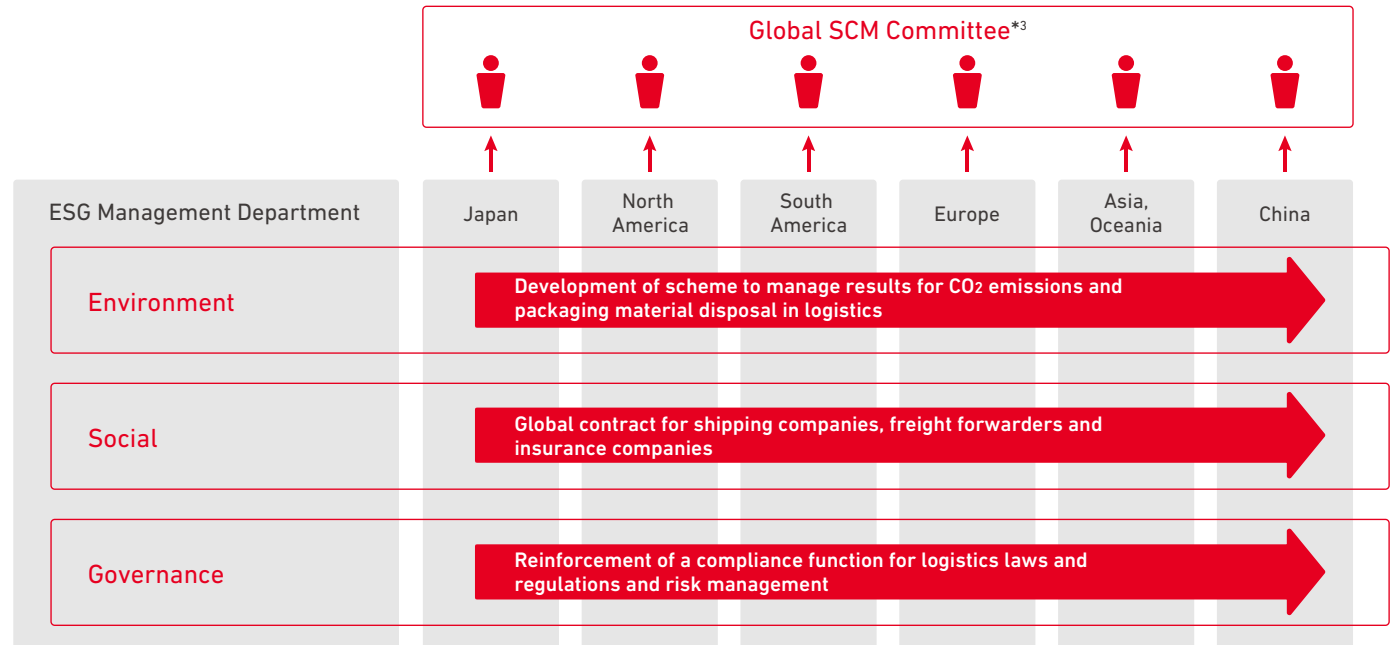 Global SCM Committee*3
ESG Management Department
Japan
North
America
South
America
Europe
Asia,
Oceania
China
Environment
Development of scheme to manage results for CO2 emissions and
packaging material disposal in logistics
Social
Global contract for shipping companies, freight forwarders and
insurance companies
Governance
Reinforcement of a compliance function for logistics laws and
regulations and risk management